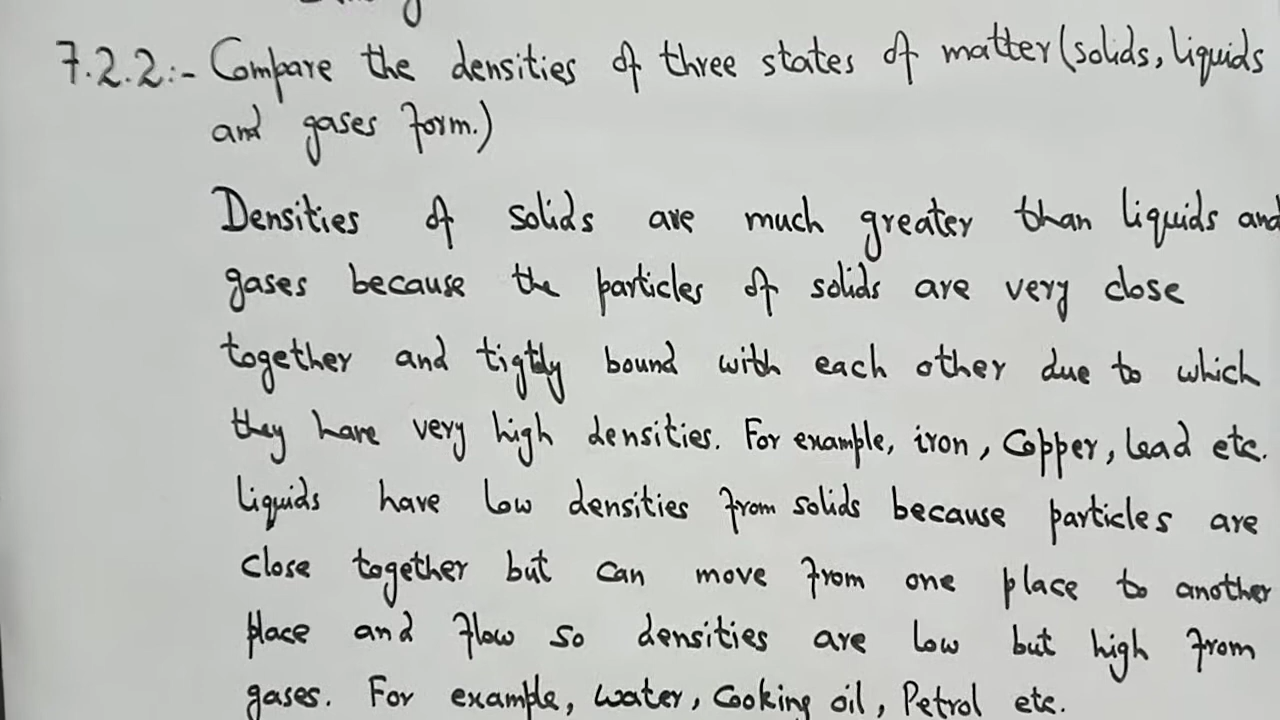 7.2.2:- Compare the densities of three states of matter (solids, liquids
and gases form.)
Densities of solids are much greater than liquids and
gases because the particles of solids are very close
together and tigtly bound with each other due to which
they have very high densities. For example, iron, Copper, lead etc.
liquids have low densities from solids because particles are
close together but can move from one place to another
place and flow so densities are low but high from
gases. For example, water, Cooking oil, Petrol etc.